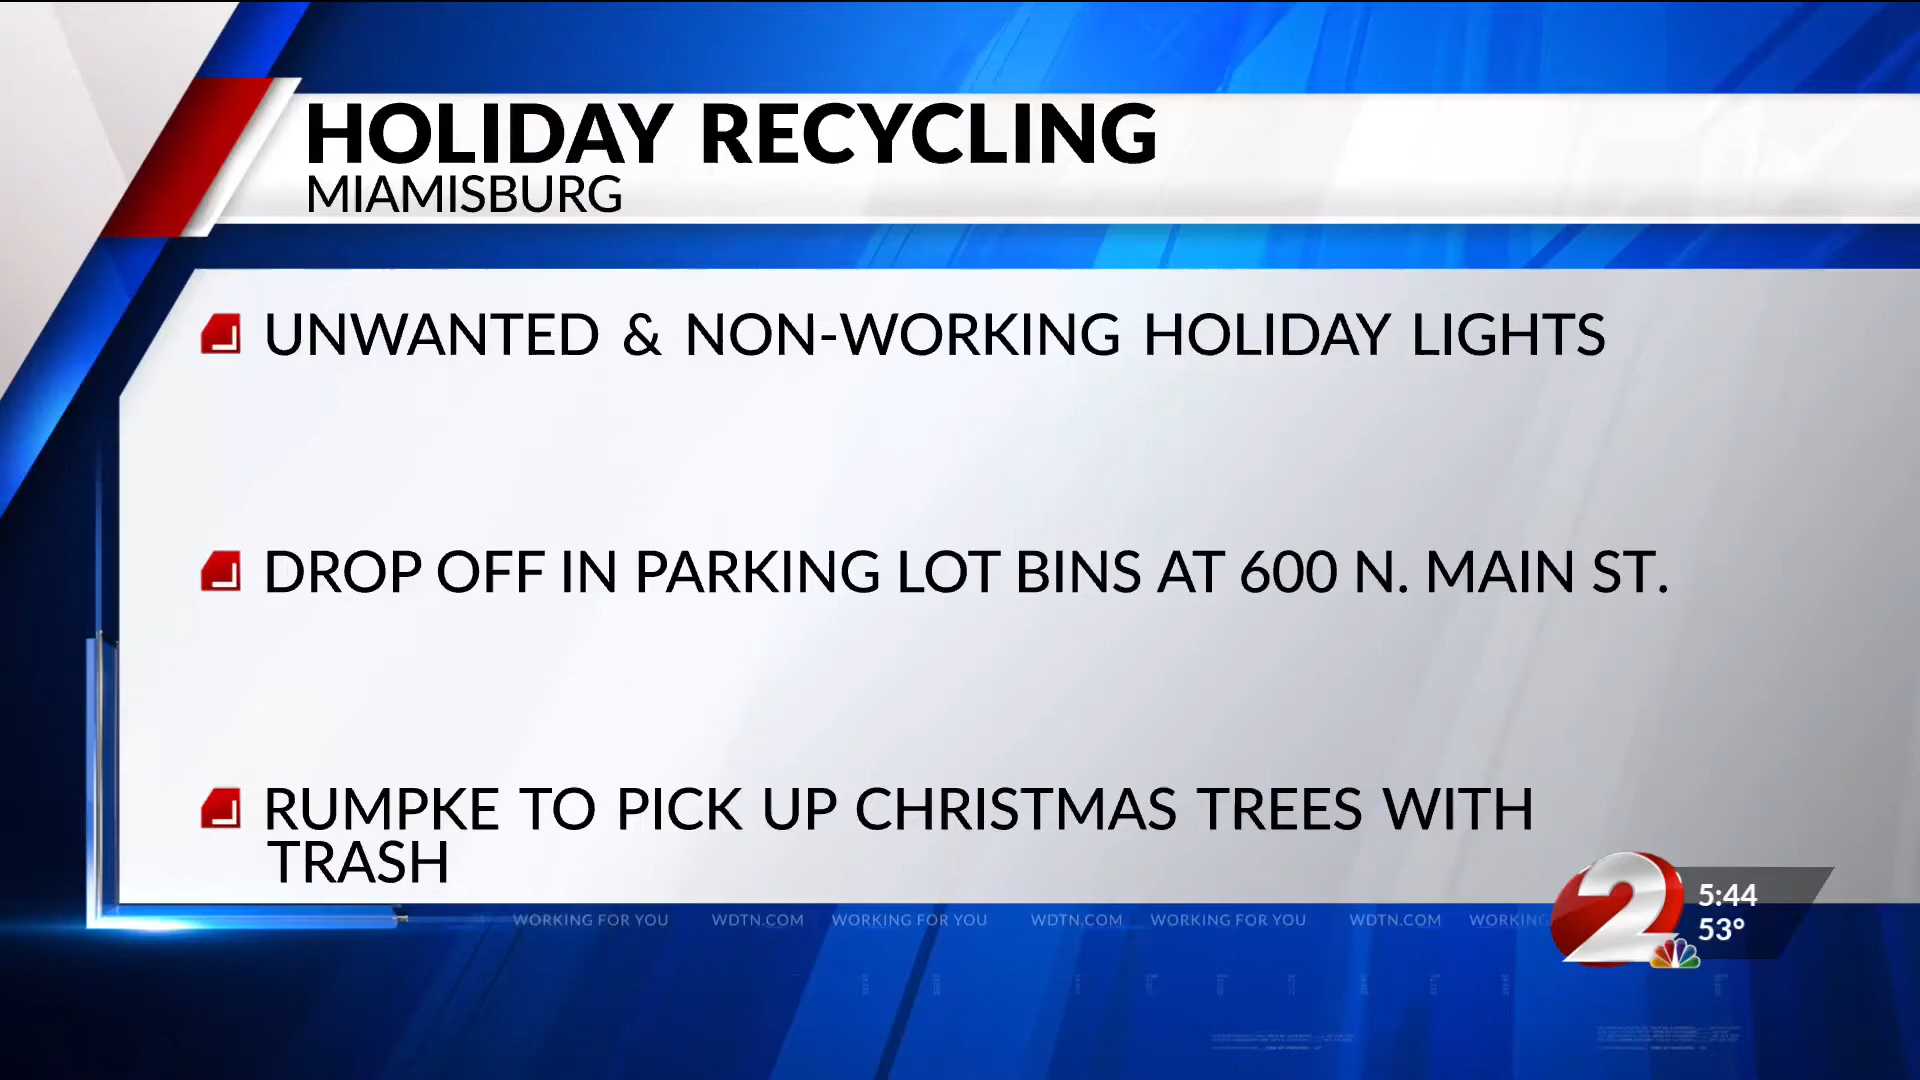 HOLIDAY RECYCLING
MIAMISBURG
UNWANTED & NON-WORKING HOLIDAY LIGHTS
DROP OFF IN PARKING LOT BINS AT 600 N. MAIN ST.
RUMPKE TO PICK UP CHRISTMAS TREES WITH
TRASH
WORKING FOR YOU WDTN.COM WORKING FOR YOU WDTN.COM WORKING FOR YOU WDTN.COM WORKING
2
5:44
53°